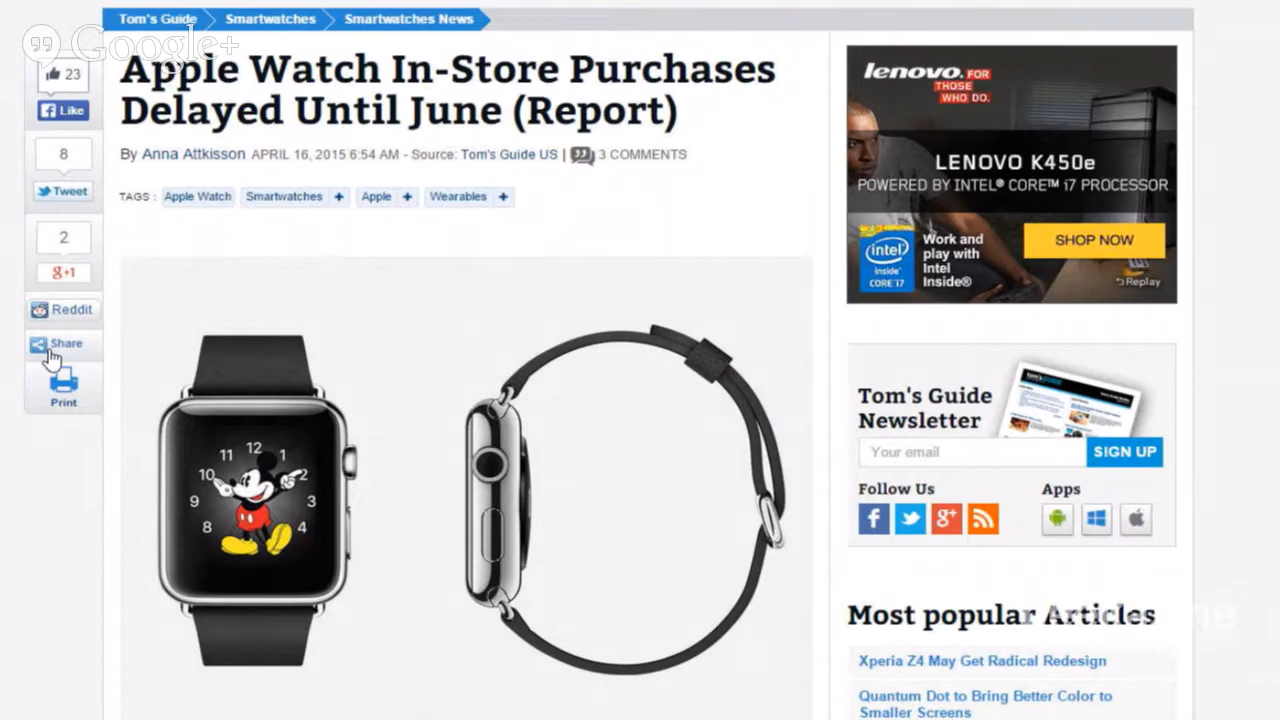 Tom's Guide
Smartwatches
Smartwatches News
Google+
23
Like
8
Tweet
2
g+1
Reddit
Share
Print
Apple Watch In-Store Purchases
Delayed Until June (Report)
By Anna Attkisson APRIL 16, 2015 6:54 AM - Source: Tom's Guide US | 3 COMMENTS
TAGS : Apple Watch Smartwatches + Apple + Wearables +
11 12 1
10 2
9 3
8 4
lenovo. FOR
THOSE
WHO DO.
LENOVO K450e
POWERED BY INTEL® CORE™ i7 PROCESSOR
intel
inside™
CORE™ i7
Work and
play with
Intel
Inside®
SHOP NOW
Replay
Tom's Guide
Newsletter
Your email
SIGN UP
Follow Us
Apps
f
g+
Most popular Articles
Xperia Z4 May Get Radical Redesign
Quantum Dot to Bring Better Color to
Smaller Screens